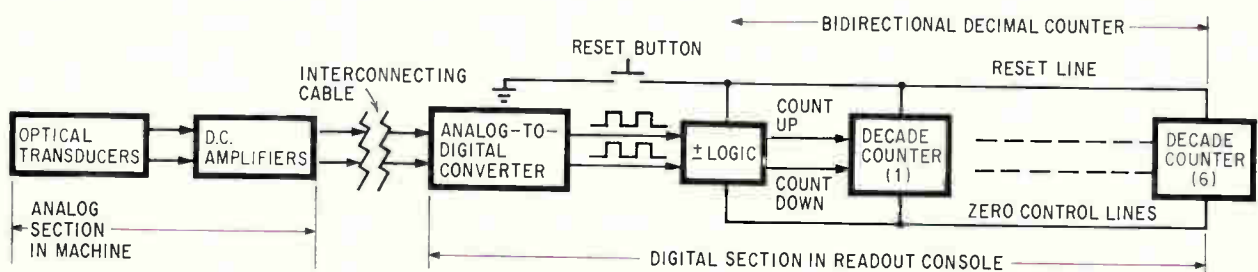 BIDIRECTIONAL DECIMAL COUNTER
RESET BUTTON
RESET LINE
INTERCONNECTING
CABLE
OPTICAL
TRANSDUCERS
D.C.
AMPLIFIERS
ANALOG-TO-
DIGITAL
CONVERTER
± LOGIC
COUNT
UP
COUNT
DOWN
DECADE
COUNTER
(1)
DECADE
COUNTER
(6)
ZERO CONTROL LINES
ANALOG
SECTION
IN MACHINE
DIGITAL SECTION IN READOUT CONSOLE